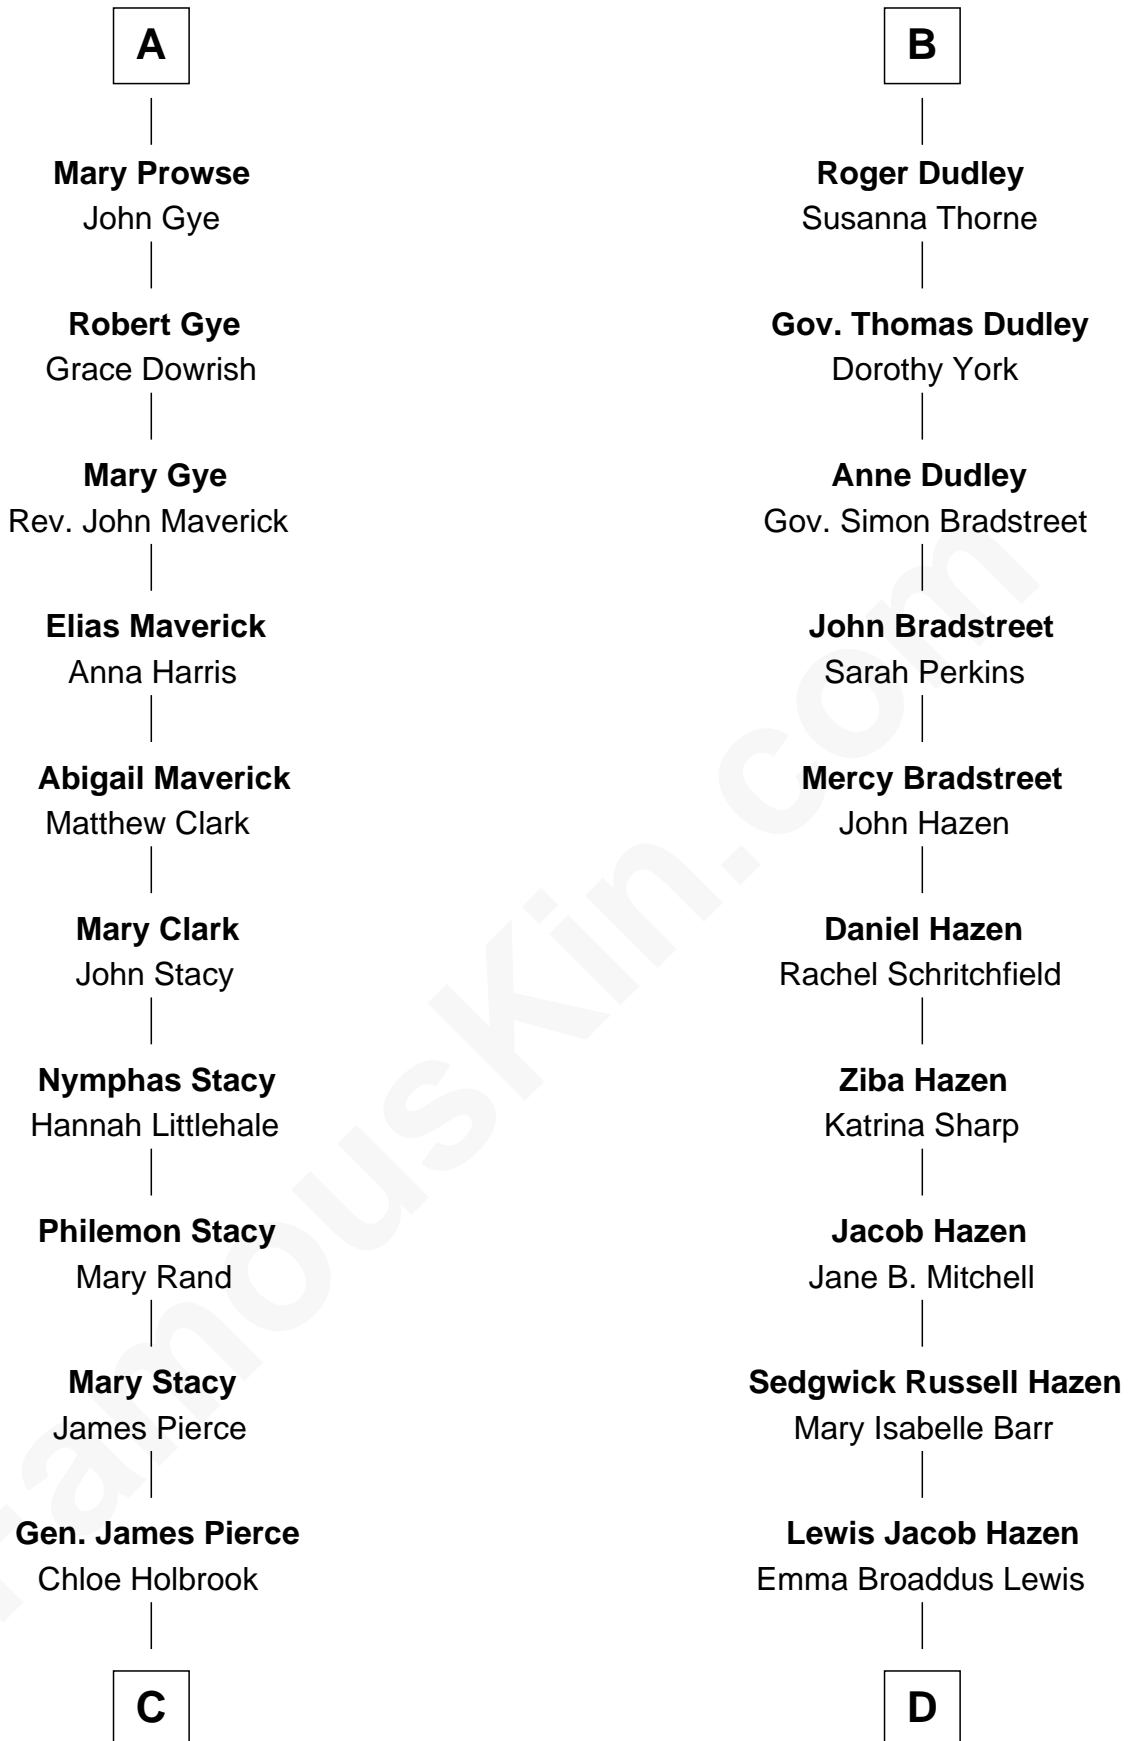 A
Mary Prowse
John Gye
Robert Gye
Grace Dowrish
Mary Gye
Rev. John Maverick
Elias Maverick
Anna Harris
Abigail Maverick
Matthew Clark
Mary Clark
John Stacy
Nymphas Stacy
Hannah Littlehale
Philemon Stacy
Mary Rand
Mary Stacy
James Pierce
Gen. James Pierce
Chloe Holbrook
C
B
Roger Dudley
Susanna Thorne
Gov. Thomas Dudley
Dorothy York
Anne Dudley
Gov. Simon Bradstreet
John Bradstreet
Sarah Perkins
Mercy Bradstreet
John Hazen
Daniel Hazen
Rachel Schritchfield
Ziba Hazen
Katrina Sharp
Jacob Hazen
Jane B. Mitchell
Sedgwick Russell Hazen
Mary Isabelle Barr
Lewis Jacob Hazen
Emma Broaddus Lewis
D
FamousKin.com